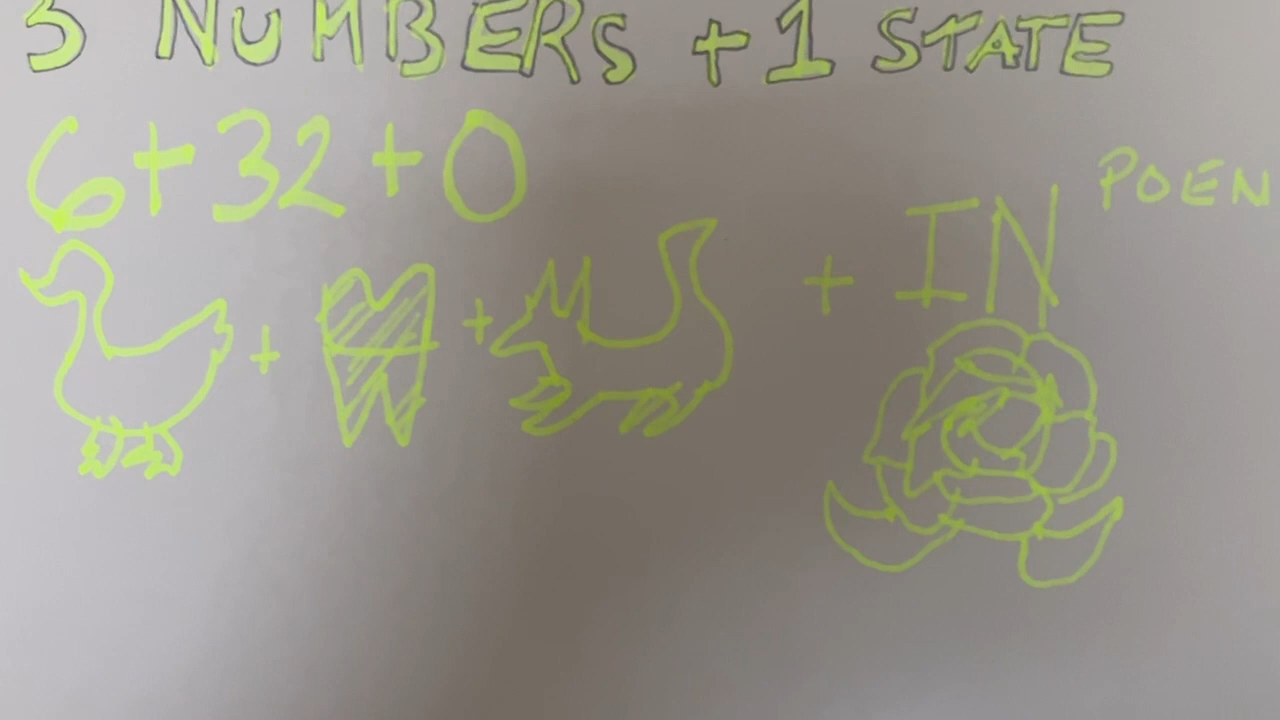 3 NUMBERS + 1 STATE
6+32+0
POEN
+ + + IN